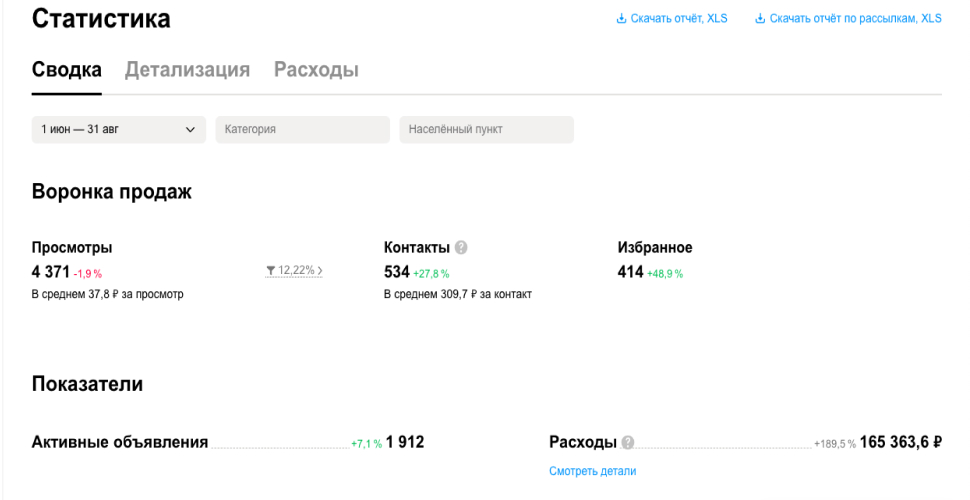 Статистика
Скачать отчёт, XLS Скачать отчёт по рассылкам, XLS
Сводка Детализация Расходы
1 июн — 31 авг Категория Населённый пункт
Воронка продаж
Просмотры Контакты ? Избранное
4 371 -1,9 % 12,22% > 534 +27,8 % 414 +48,9 %
В среднем 37,8 ₽ за просмотр В среднем 309,7 ₽ за контакт
Показатели
Активные объявления +7,1 % 1 912 Расходы ? +189,5 % 165 363,6 ₽
Смотреть детали